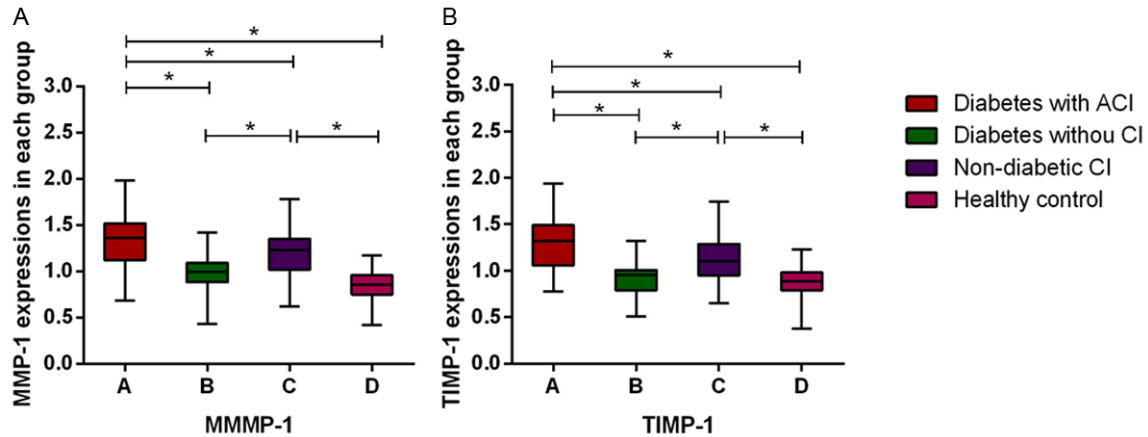 A
MMMP-1 expressions in each group
3.0
2.5
2.0
1.5
1.0
0.5
0.0
*
*
*
*
*
A B C D
MMMP-1
B
TIMP-1 expressions in each group
3.0
2.5
2.0
1.5
1.0
0.5
0.0
*
*
*
*
*
A B C D
TIMP-1
Diabetes with ACI
Diabetes withou CI
Non-diabetic CI
Healthy control